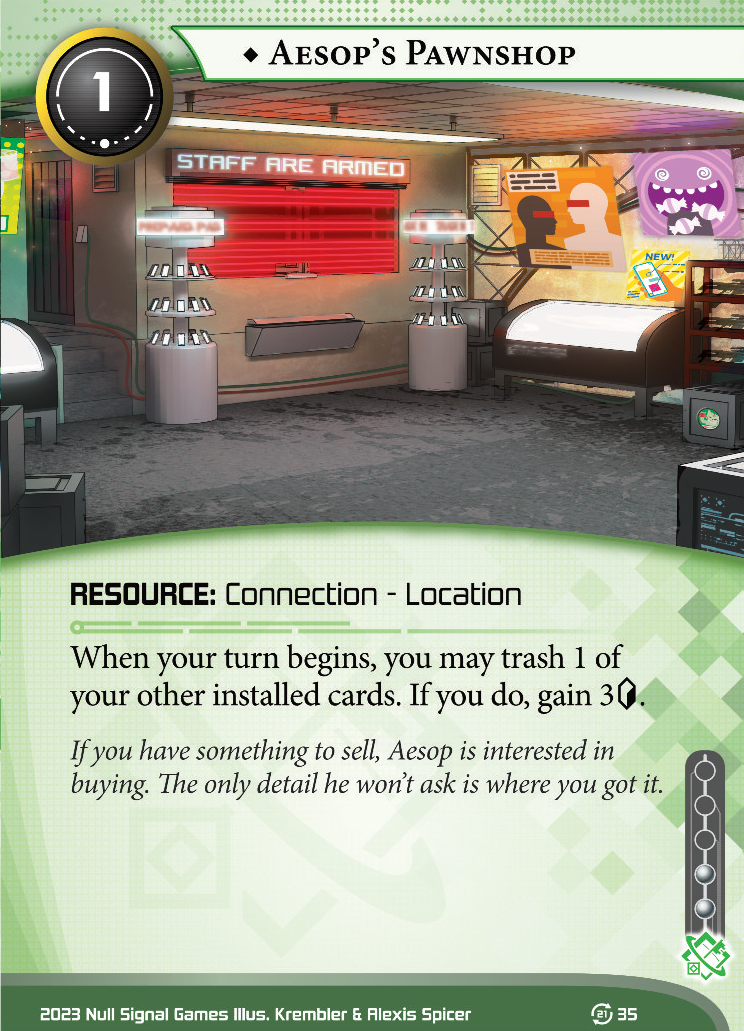 1
◆ Aesop's Pawnshop
STAFF ARE ARMED
NEW!
RESOURCE: Connection - Location
When your turn begins, you may trash 1 of
your other installed cards. If you do, gain 3.
If you have something to sell, Aesop is interested in
buying. The only detail he won't ask is where you got it.
2023 Null Signal Games Illus. Krembler & Alexis Spicer
21 35